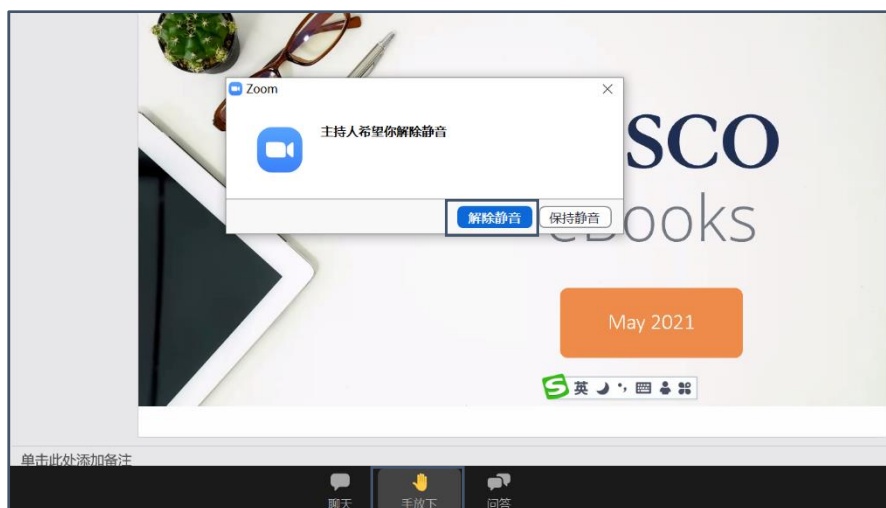 Zoom
主持人希望你解除静音
解除静音
保持静音
SCO
eBooks
May 2021
英
单击此处添加备注
聊天
手放下
问答